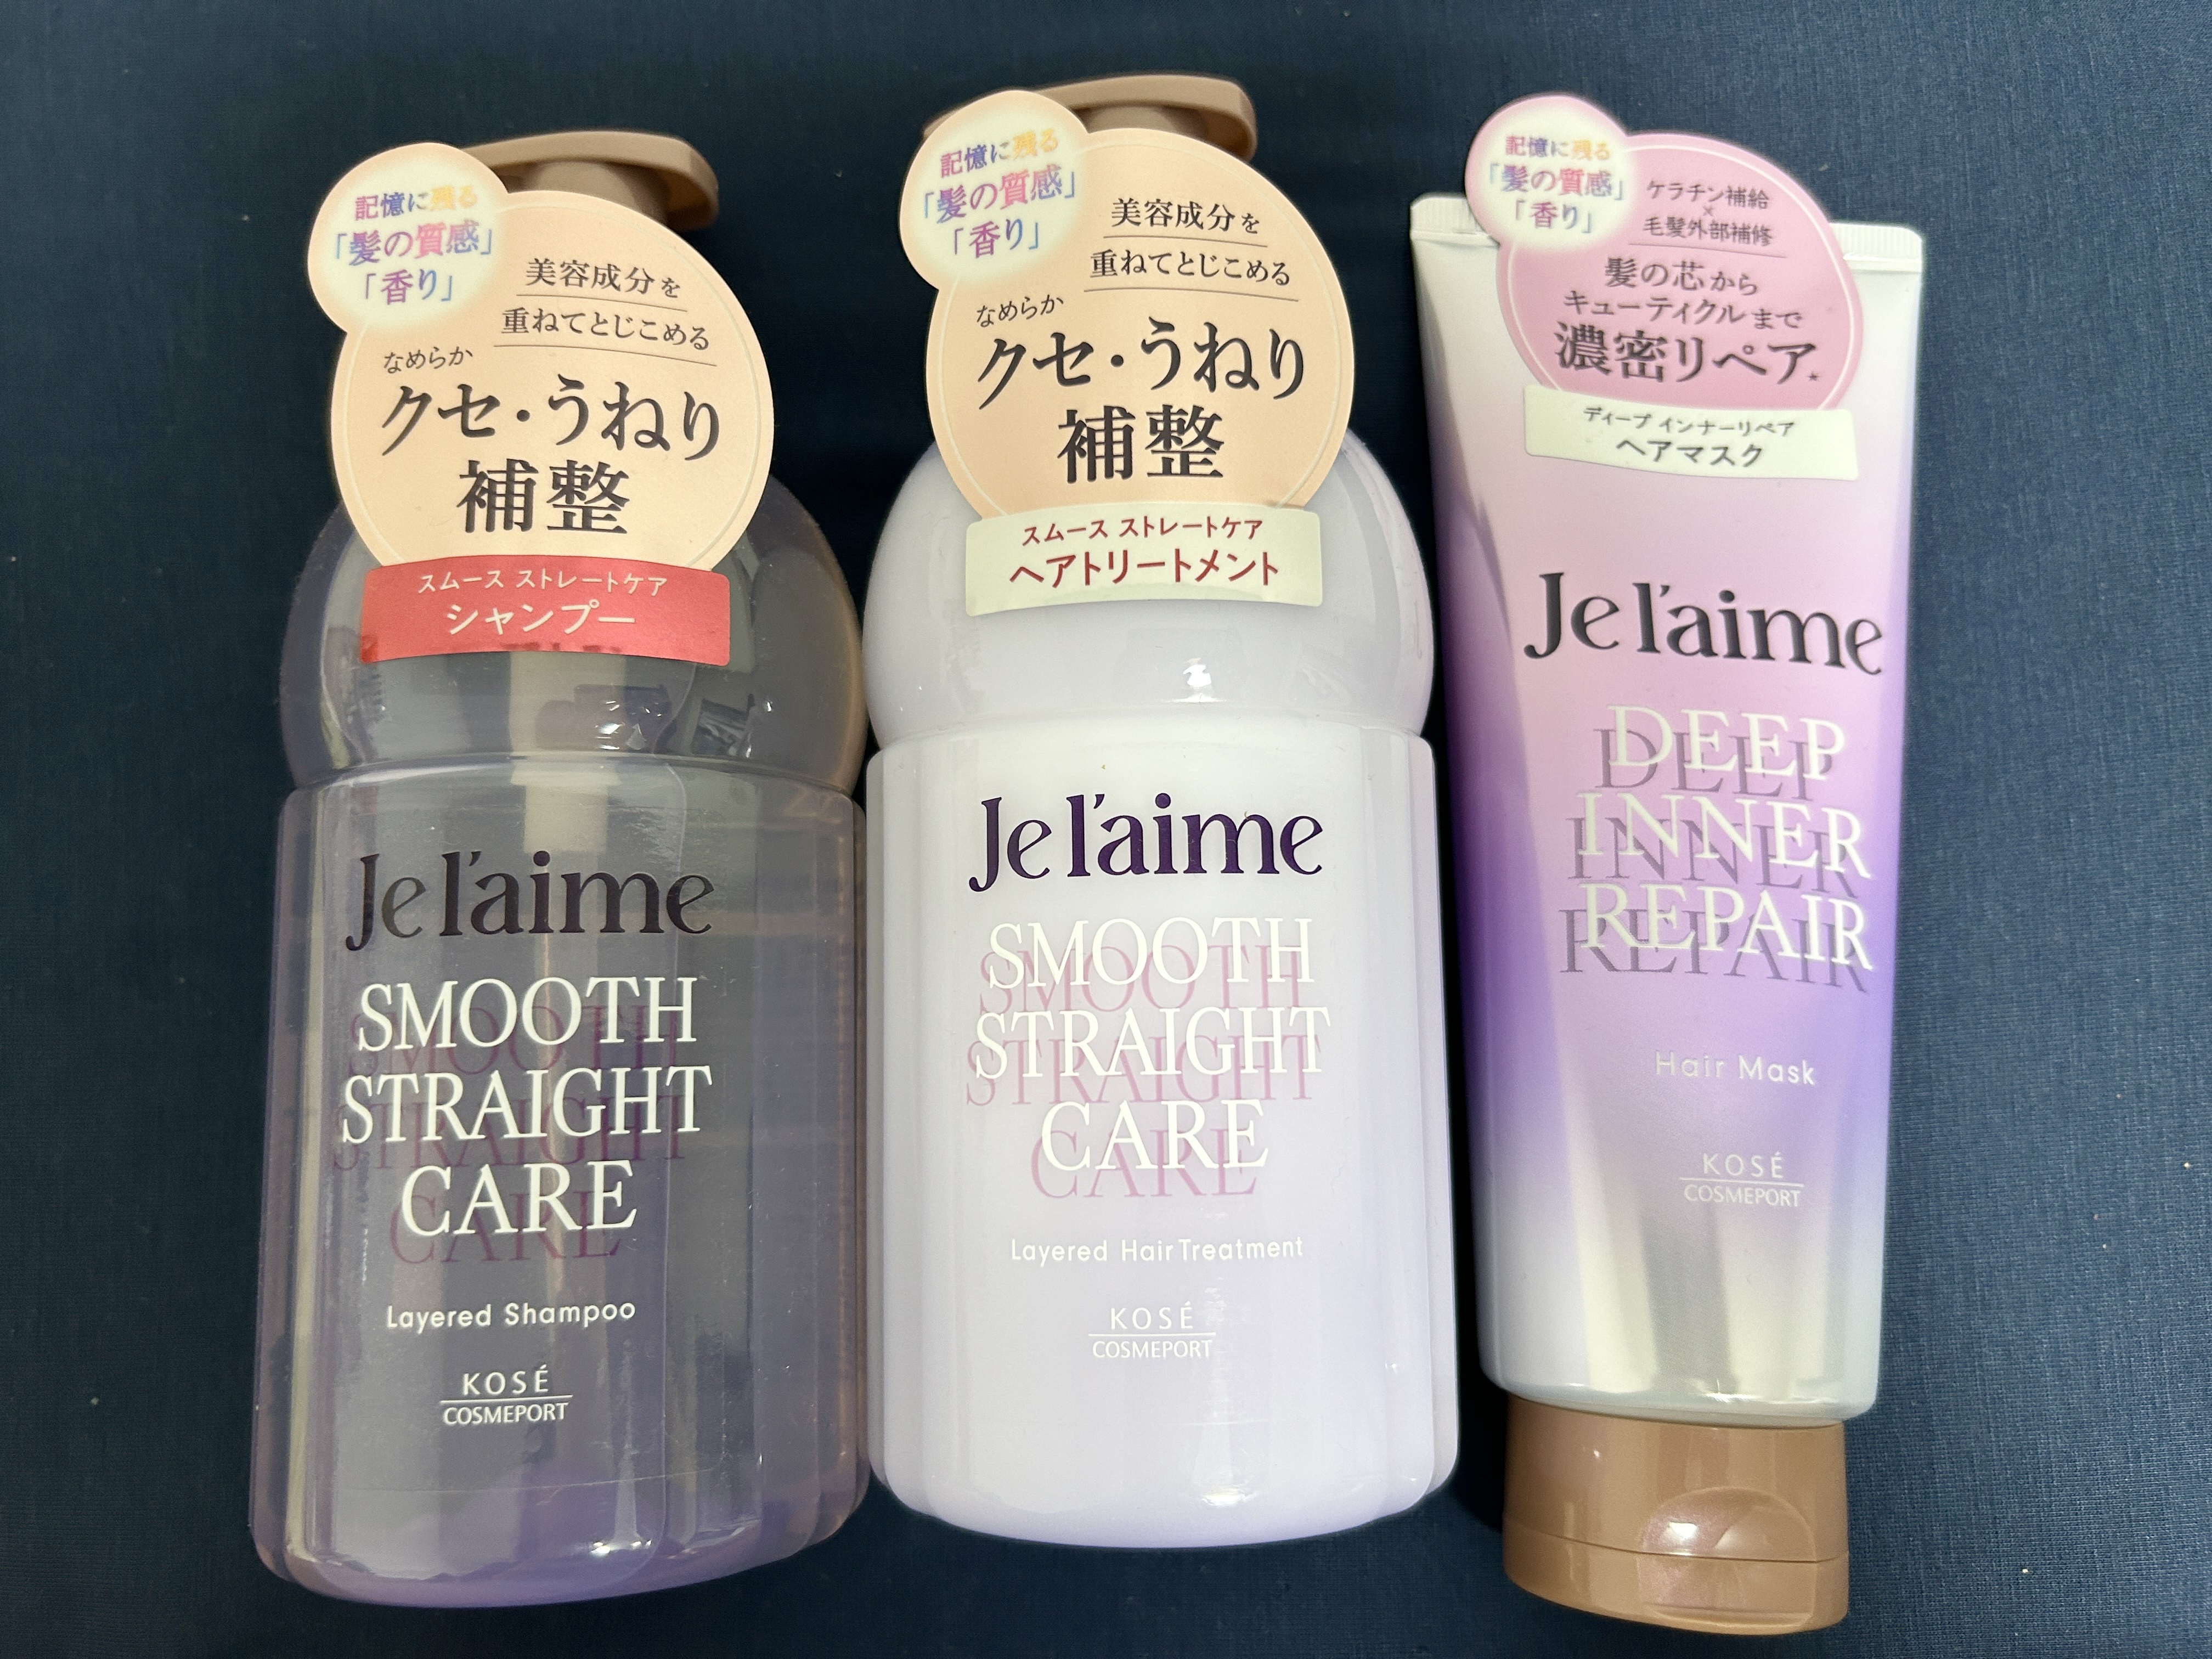 記憶に残る
「髪の質感」
「香り」
美容成分を
重ねてとじこめる
なめらか
クセ・うねり
補整
スムース ストレートケア
シャンプー
Je l'aime
SMOOTH
STRAIGHT
CARE
Layered Shampoo
KOSÉ
COSMEPORT
記憶に残る
「髪の質感」
「香り」
美容成分を
重ねてとじこめる
なめらか
クセ・うねり
補整
スムース ストレートケア
ヘアトリートメント
Je l'aime
SMOOTH
STRAIGHT
CARE
Layered Hair Treatment
KOSÉ
COSMEPORT
記憶に残る
「髪の質感」
「香り」
ケラチン補給
×
毛髪外部補修
髪の芯から
キューティクルまで
濃密リペア*
ディープ インナーリペア
ヘアマスク
Je l'aime
DEEP
INNER
REPAIR
Hair Mask
KOSÉ
COSMEPORT